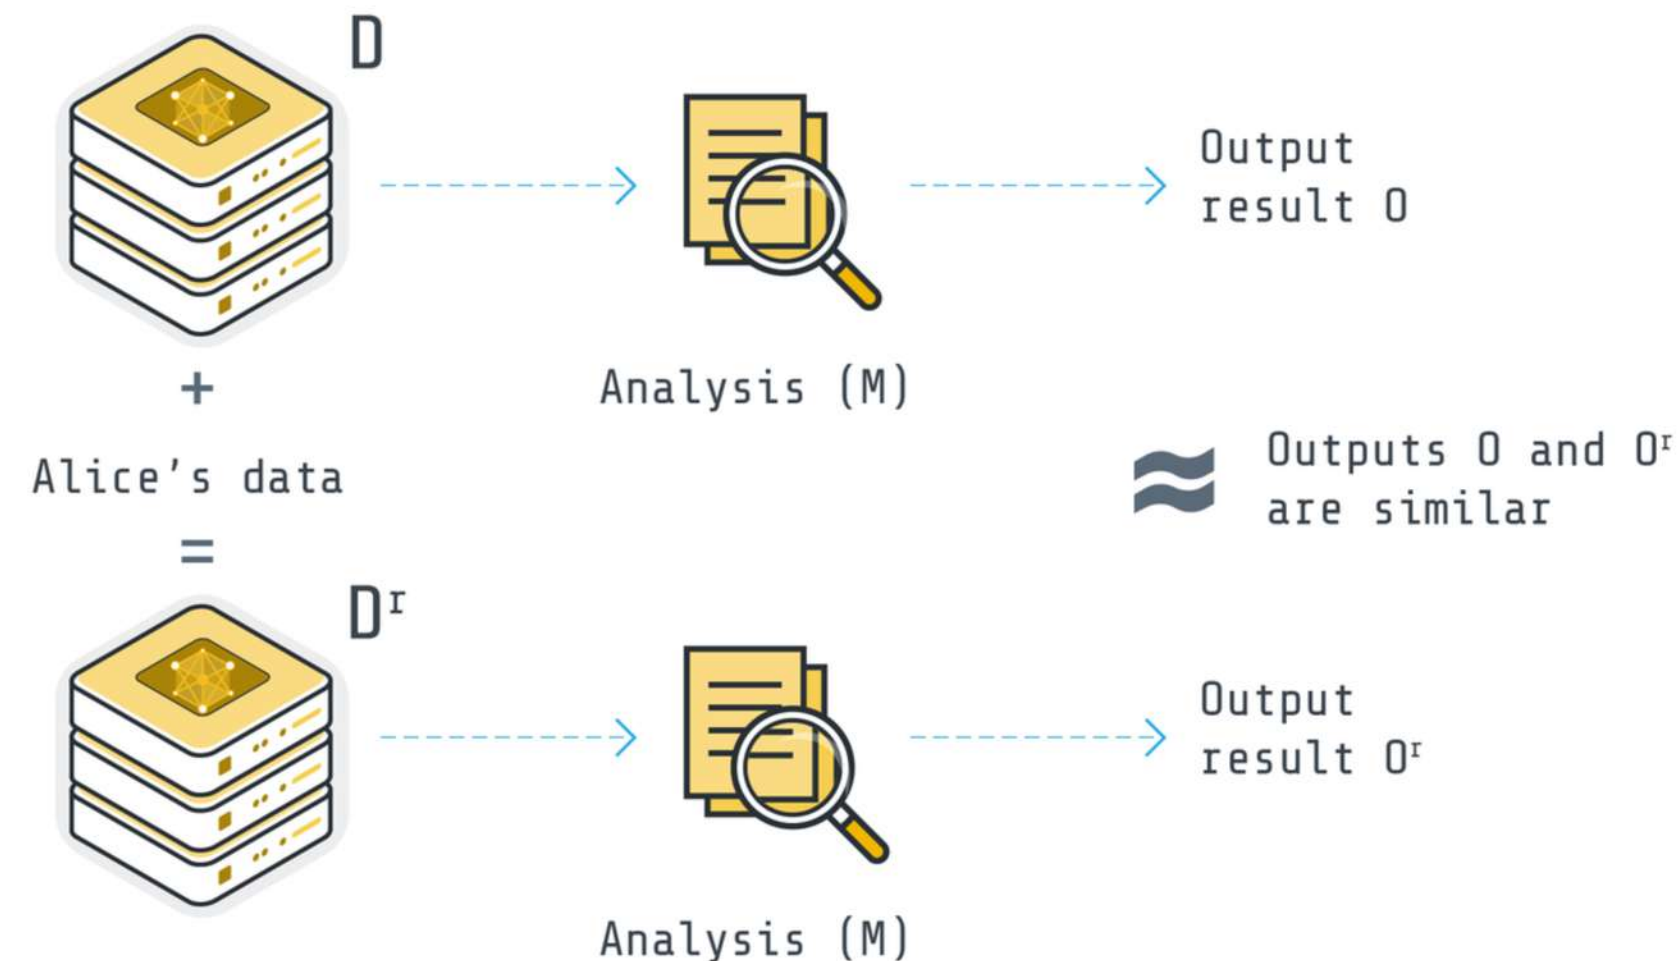 D
Output
result O
+
Analysis (M)
Alice's data
≈ Outputs O and Oʳ
are similar
=
Dʳ
Output
result Oʳ
Analysis (M)